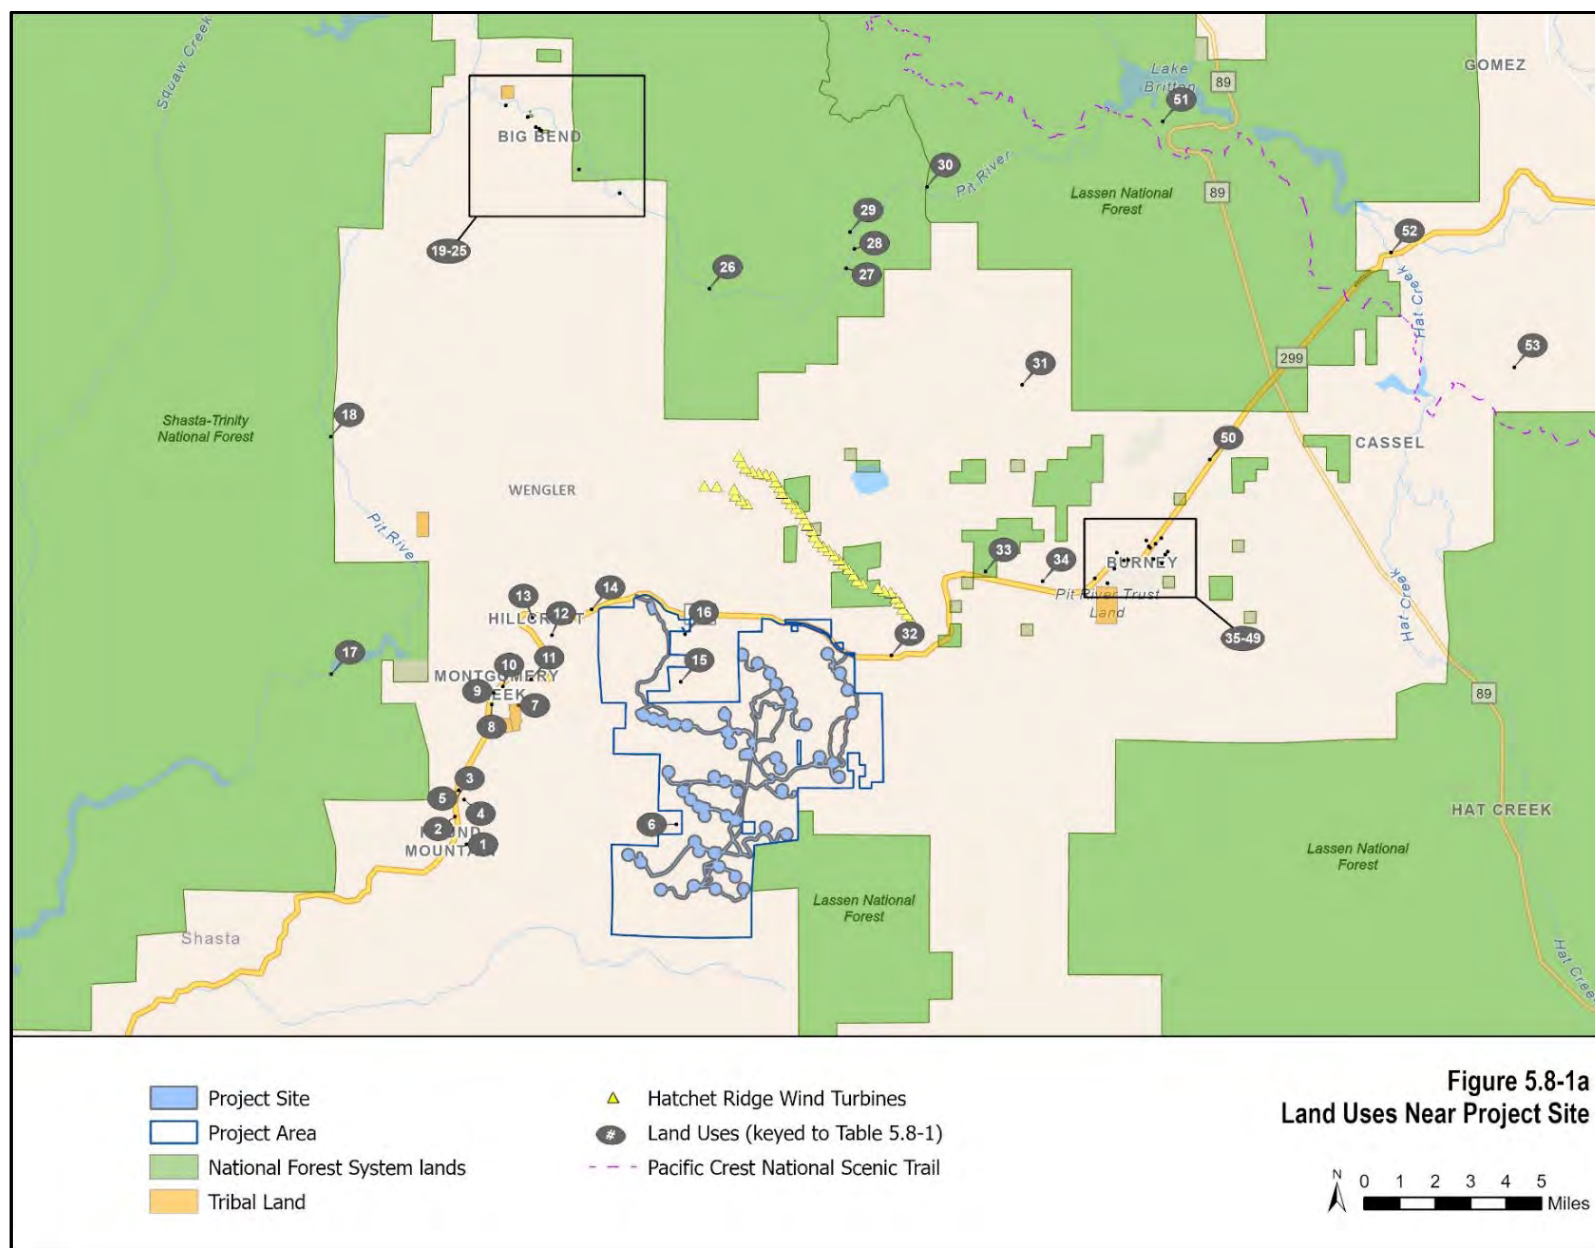 Squaw Creek
GOMEZ
Lake
Britton
89
51
BIG BEND
30
Pit River
89
Lassen National
Forest
29
19-25
28
52
26
27
Hat Creek
31
299
53
18
Shasta-Trinity
National Forest
50
CASSEL
WENGLER
Pit River
33
34
BURNEY
14
13
12
16
HILLCREST
Pit River Trust
Land
Hat Creek
32
35-49
17
10
11
15
MONTGOMERY
9
EEK
7
89
8
3
5
4
2
HAT CREEK
6
1
MOUNTAIN
Lassen National
Forest
Lassen National
Forest
Shasta
Hat Cree
Project Site
Project Area
National Forest System lands
Tribal Land
Hatchet Ridge Wind Turbines
# Land Uses (keyed to Table 5.8-1)
Pacific Crest National Scenic Trail
Figure 5.8-1a
Land Uses Near Project Site
N
0 1 2 3 4 5
Miles